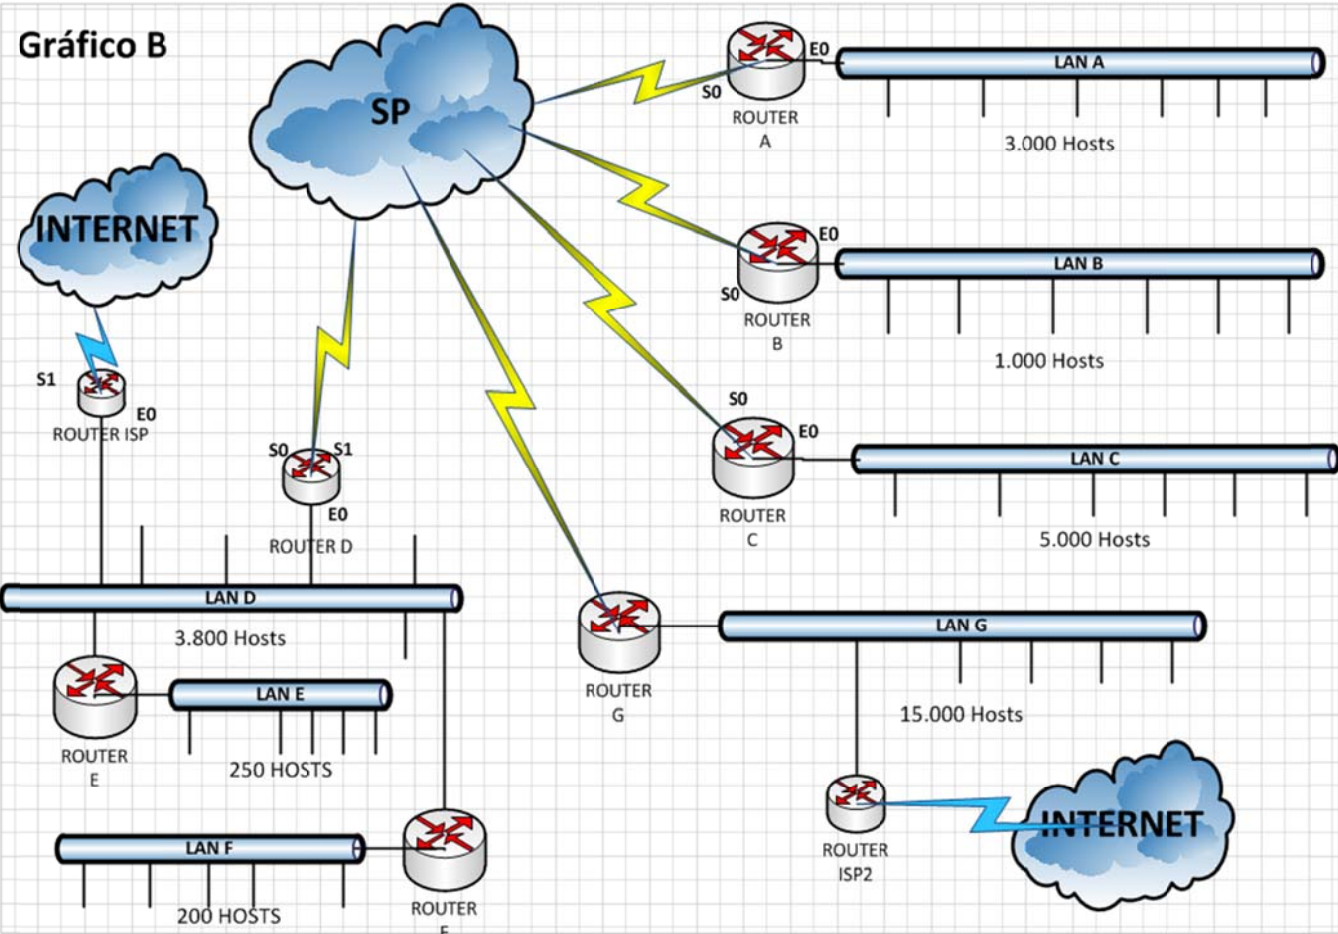 Gráfico B
SP
INTERNET
S1
E0
ROUTER ISP
S0
S1
E0
ROUTER D
LAN D
3.800 Hosts
ROUTER
E
LAN E
250 HOSTS
LAN F
200 HOSTS
ROUTER
S0
E0
ROUTER
A
LAN A
3.000 Hosts
E0
S0
ROUTER
B
LAN B
1.000 Hosts
S0
E0
ROUTER
C
LAN C
5.000 Hosts
ROUTER
G
LAN G
15.000 Hosts
ROUTER
ISP2
INTERNET